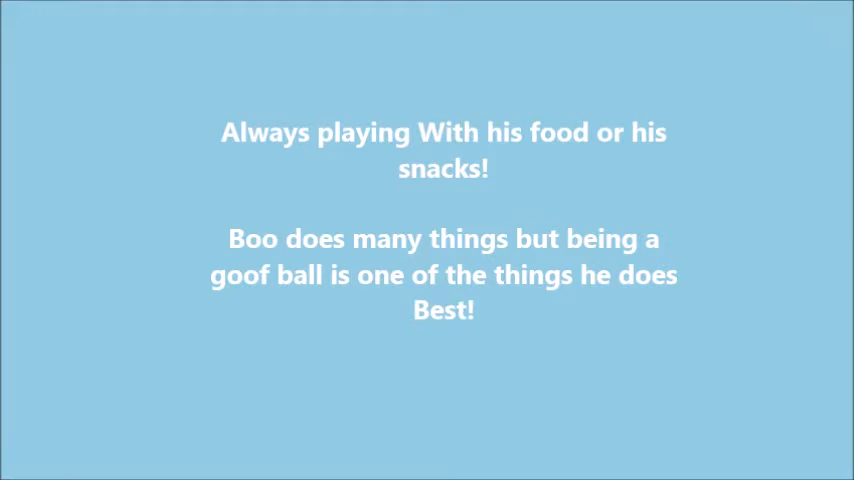 Always playing With his food or his
snacks!
Boo does many things but being a
goof ball is one of the things he does
Best!